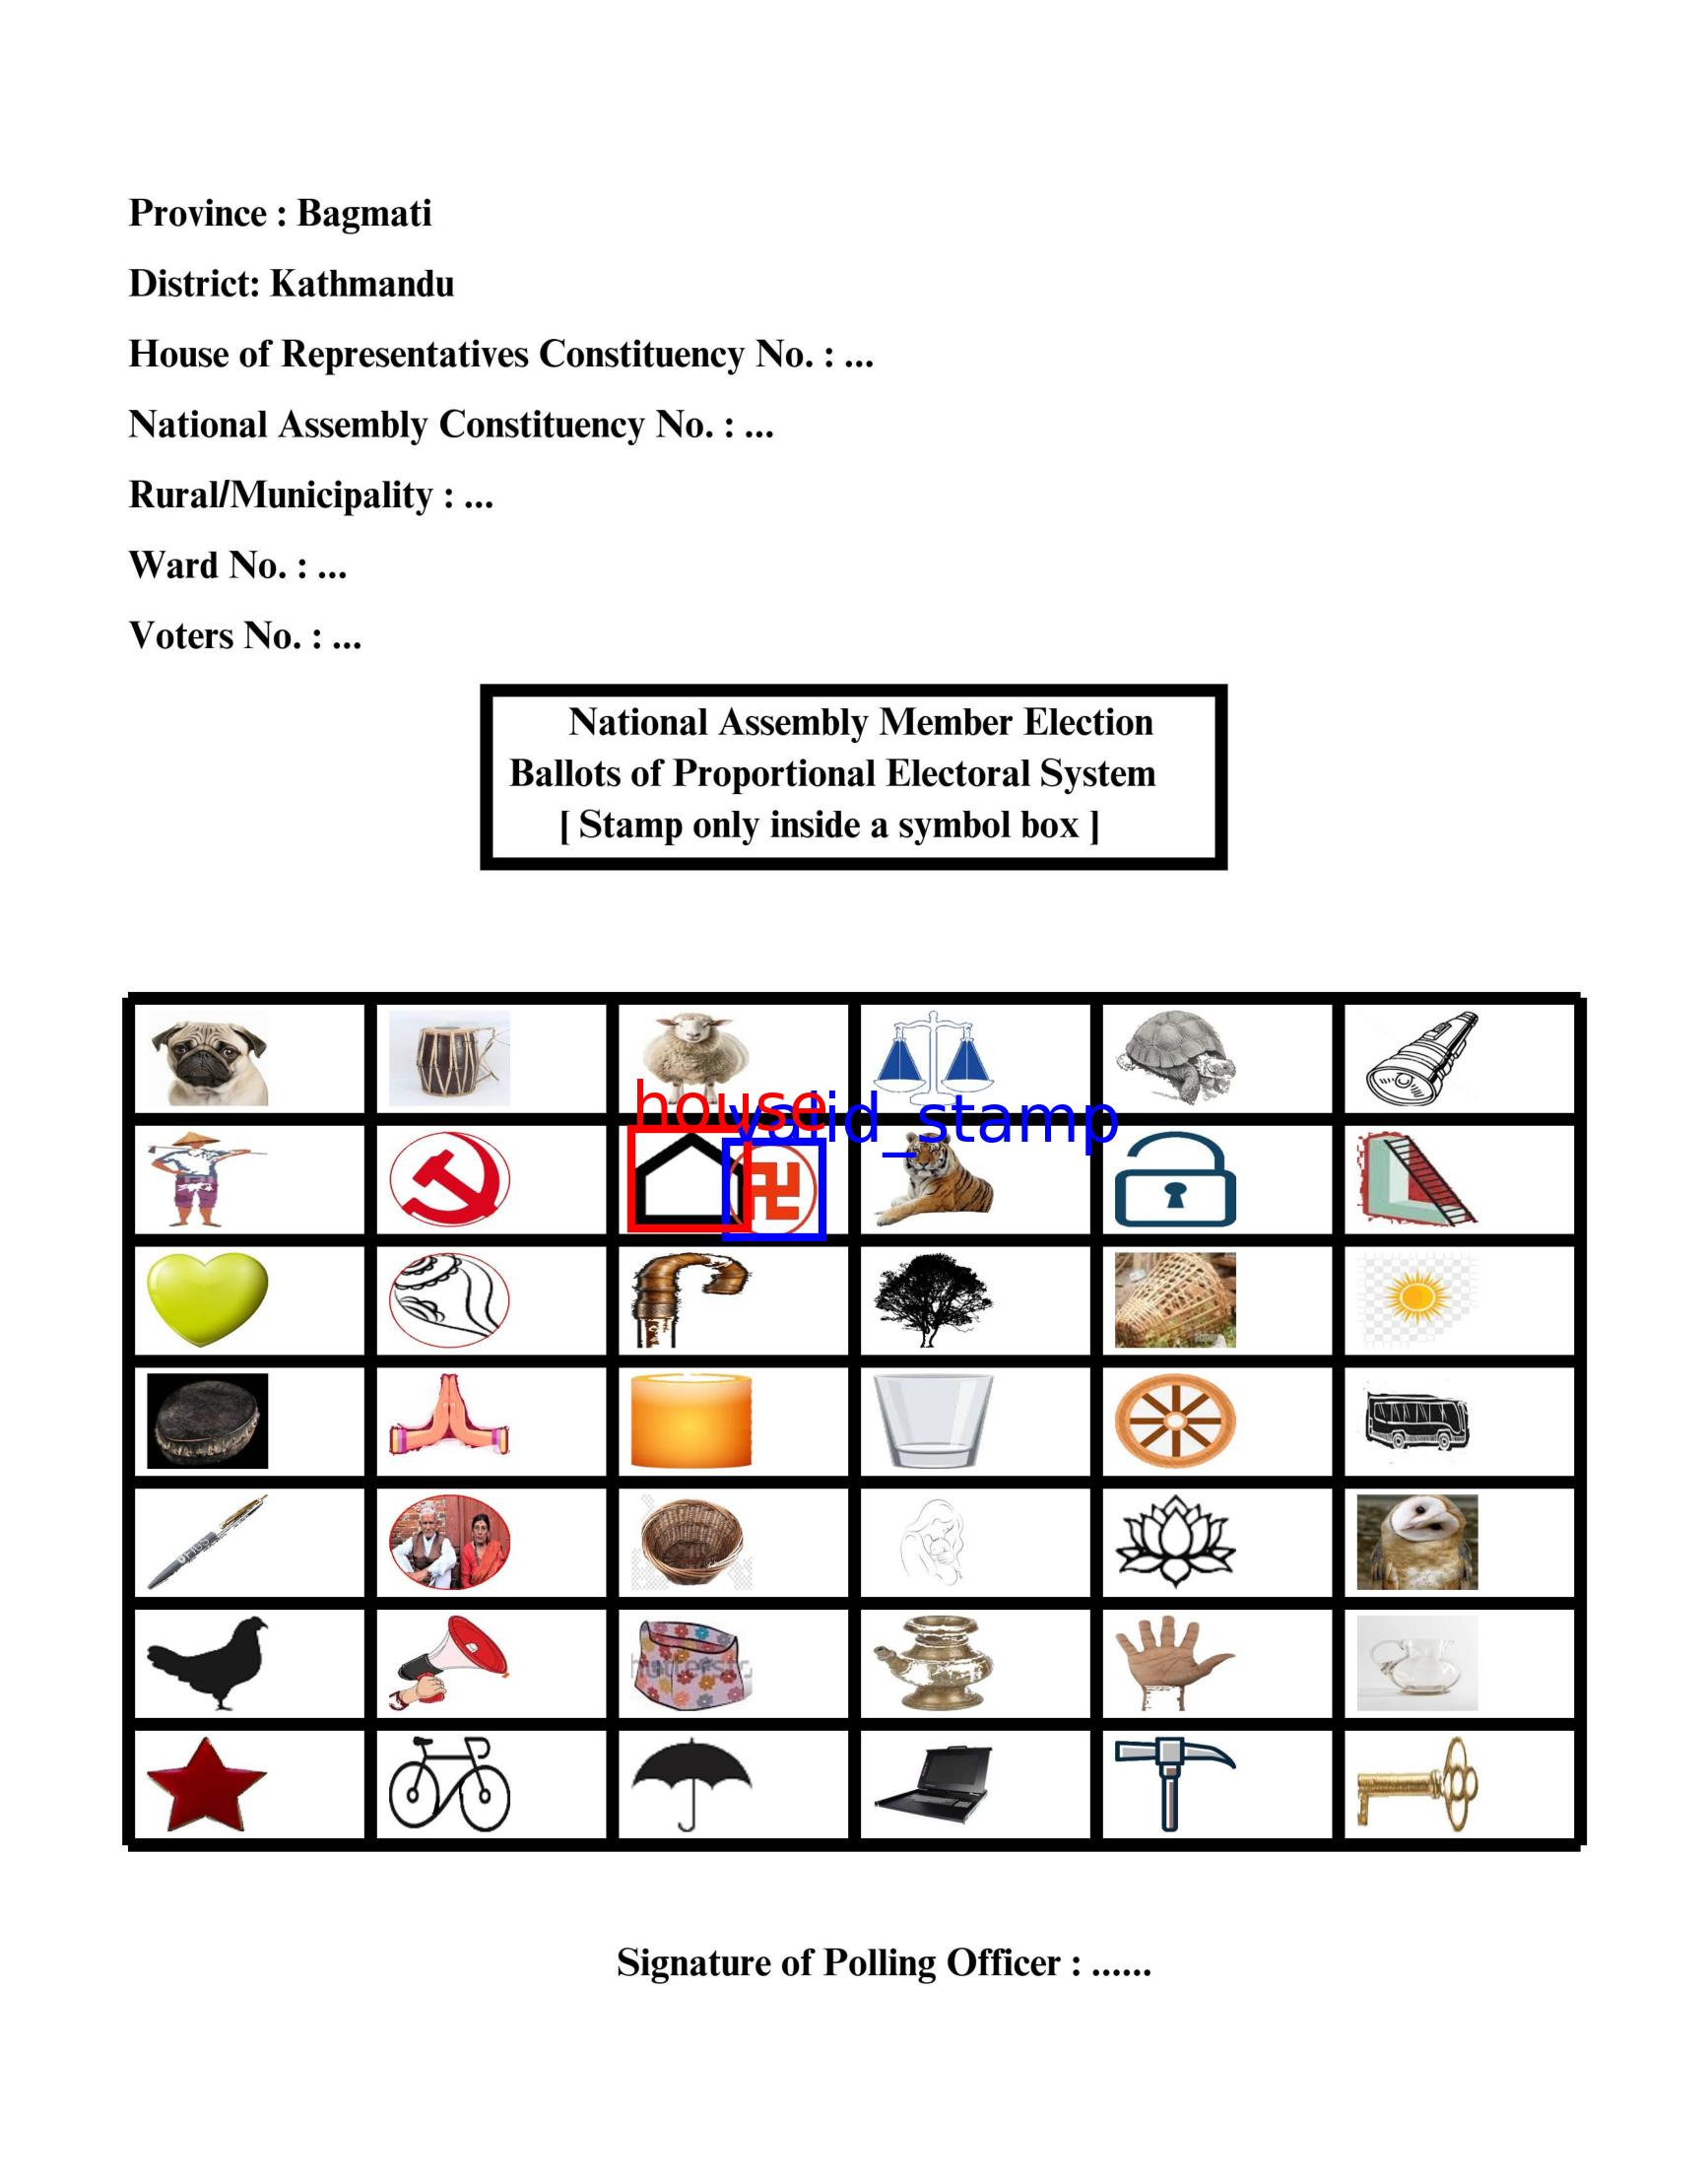 Province : Bagmati
District: Kathmandu
House of Representatives Constituency No. : ...
National Assembly Constituency No. : ...
Rural/Municipality : ...
Ward No. : ...
Voters No. : ...
National Assembly Member Election
Ballots of Proportional Electoral System
[ Stamp only inside a symbol box ]
house
valid_stamp
Signature of Polling Officer : ......